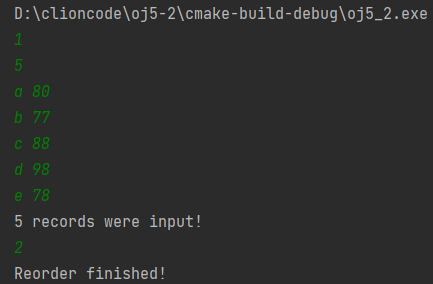 D:\clioncode\oj5-2\cmake-build-debug\oj5_2.exe
1
5
a 80
b 77
c 88
d 98
e 78
5 records were input!
2
Reorder finished!